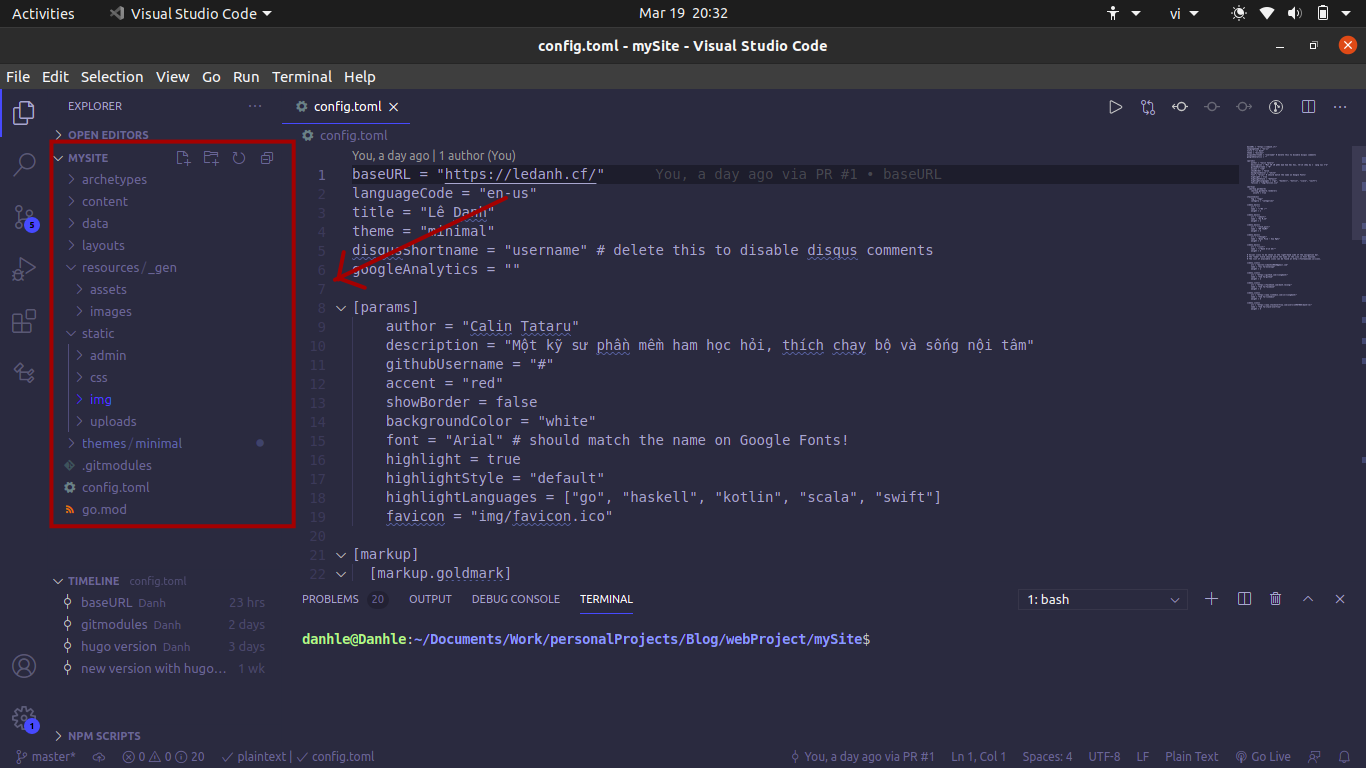 Activities
Visual Studio Code
Mar 19 20:32
vi
config.toml - mySite - Visual Studio Code
File Edit Selection View Go Run Terminal Help
EXPLORER
OPEN EDITORS
MYSITE
archetypes
content
data
layouts
resources/_gen
assets
images
static
admin
css
img
uploads
themes/minimal
.gitmodules
config.toml
go.mod
TIMELINE config.toml
baseURL Danh 23 hrs
gitmodules Danh 2 days
hugo version Danh 3 days
new version with hugo... 1 wk
NPM SCRIPTS
5
1
config.toml
config.toml
You, a day ago | 1 author (You)
1 baseURL = "https://ledanh.cf/" You, a day ago via PR #1 • baseURL
2 languageCode = "en-us"
3 title = "Lê Danh"
4 theme = "minimal"
5 disqusShortname = "username" # delete this to disable disqus comments
6 googleAnalytics = ""
7
8 [params]
9 author = "Calin Tataru"
10 description = "Một kỹ sư phần mềm ham học hỏi, thích chạy bộ và sống nội tâm"
11 githubUsername = "#"
12 accent = "red"
13 showBorder = false
14 backgroundColor = "white"
15 font = "Arial" # should match the name on Google Fonts!
16 highlight = true
17 highlightStyle = "default"
18 highlightLanguages = ["go", "haskell", "kotlin", "scala", "swift"]
19 favicon = "img/favicon.ico"
20
21 [markup]
22 [markup.goldmark]
PROBLEMS 20 OUTPUT DEBUG CONSOLE TERMINAL 1: bash
danhle@Danhle:~/Documents/Work/personalProjects/Blog/webProject/mySite$
master* 0 0 20 plaintext | config.toml You, a day ago via PR #1 Ln 1, Col 1 Spaces: 4 UTF-8 LF Plain Text Go Live